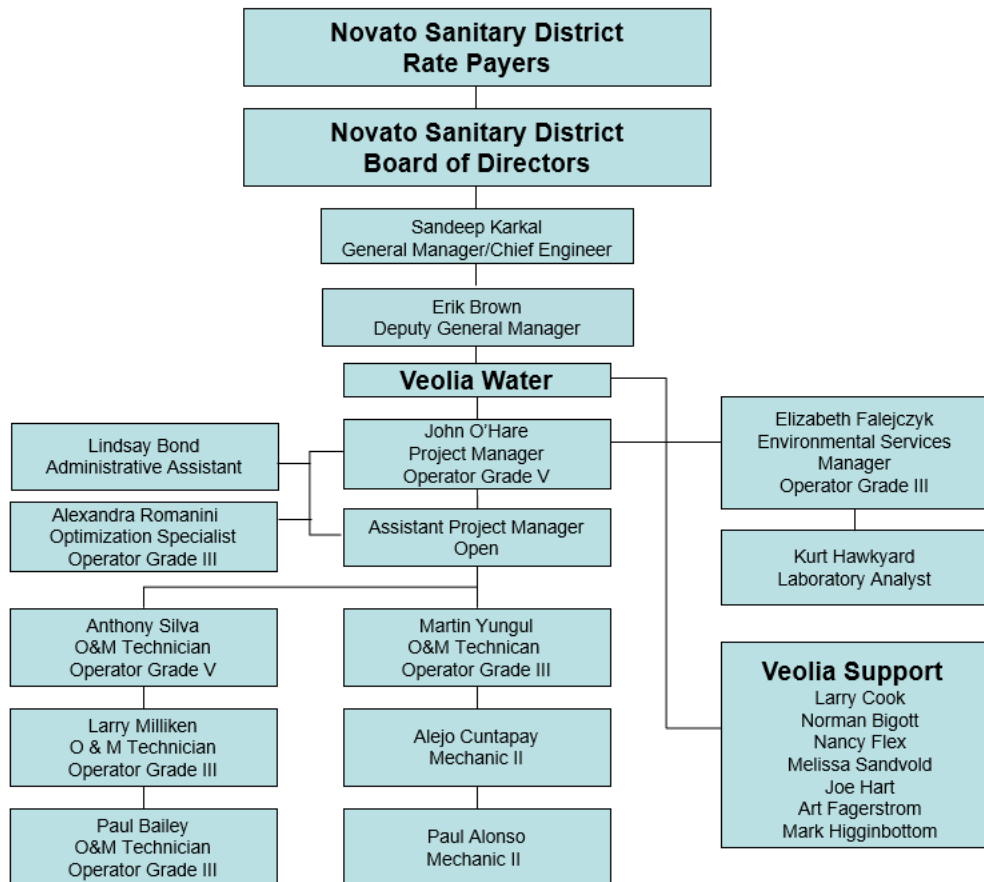 Novato Sanitary District
Rate Payers
Novato Sanitary District
Board of Directors
Sandeep Karkal
General Manager/Chief Engineer
Erik Brown
Deputy General Manager
Veolia Water
Lindsay Bond
Administrative Assistant
John O'Hare
Project Manager
Operator Grade V
Elizabeth Falejczyk
Environmental Services
Manager
Operator Grade III
Alexandra Romanini
Optimization Specialist
Operator Grade III
Assistant Project Manager
Open
Kurt Hawkyard
Laboratory Analyst
Anthony Silva
O&M Technician
Operator Grade V
Martin Yungul
O&M Technican
Operator Grade III
Larry Milliken
O & M Technician
Operator Grade III
Alejo Cuntapay
Mechanic II
Paul Bailey
O&M Technician
Operator Grade III
Paul Alonso
Mechanic II
Veolia Support
Larry Cook
Norman Bigott
Nancy Flex
Melissa Sandvold
Joe Hart
Art Fagerstrom
Mark Higginbottom